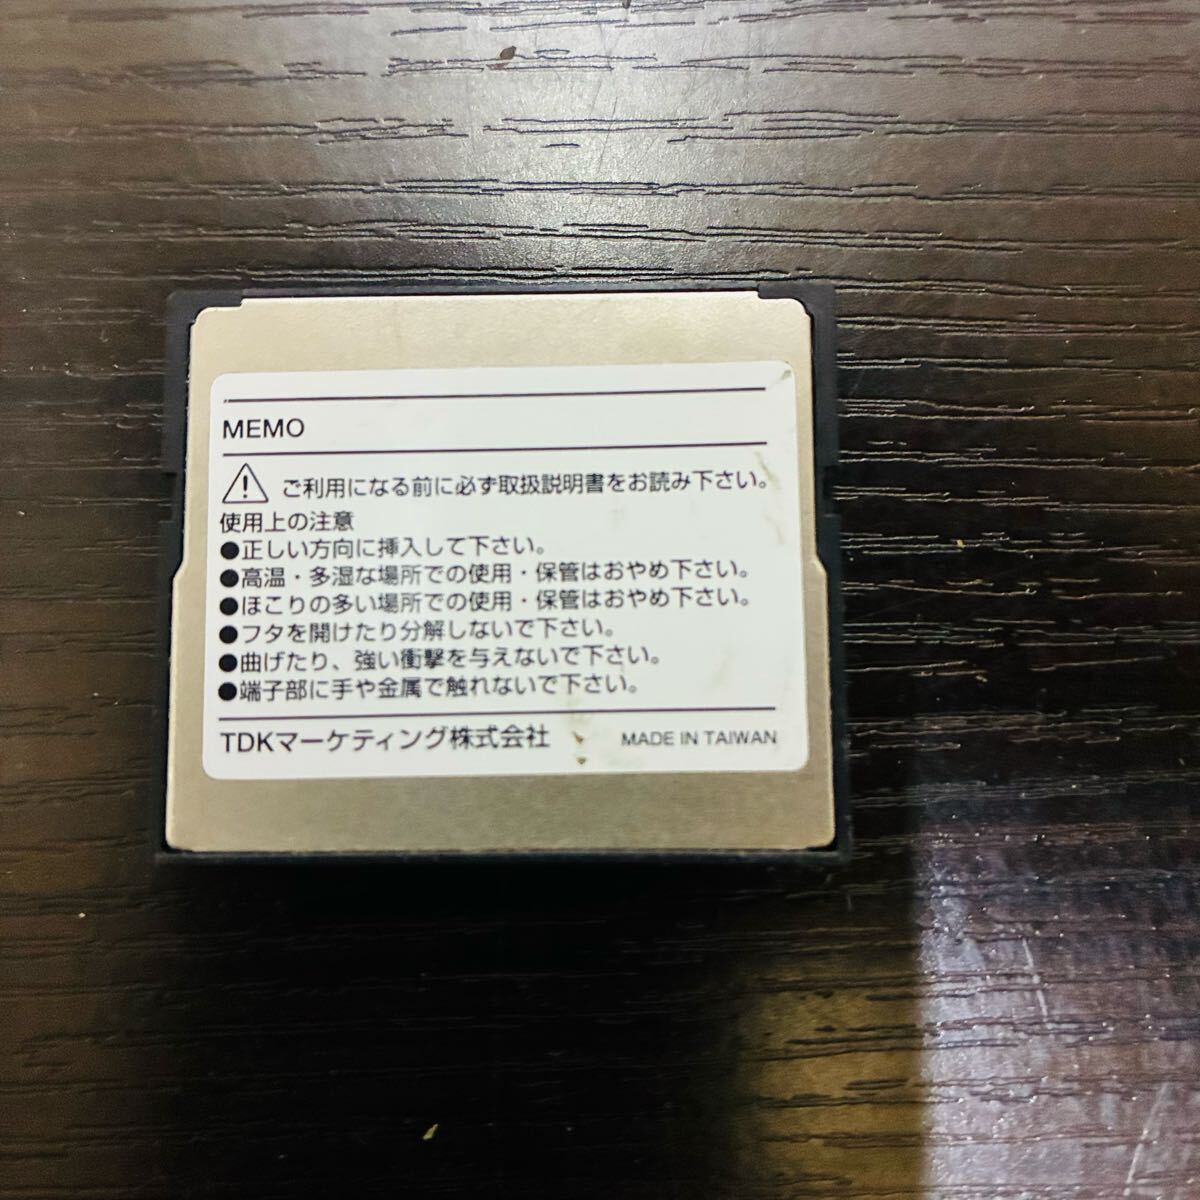 MEMO
ご利用になる前に必ず取扱説明書をお読み下さい。
使用上の注意
●正しい方向に挿入して下さい。
●高温・多湿な場所での使用・保管はおやめ下さい。
●ほこりの多い場所での使用・保管はおやめ下さい。
●フタを開けたり分解しないで下さい。
●曲げたり、強い衝撃を与えないで下さい。
●端子部に手や金属で触れないで下さい。
TDKマーケティング株式会社 MADE IN TAIWAN